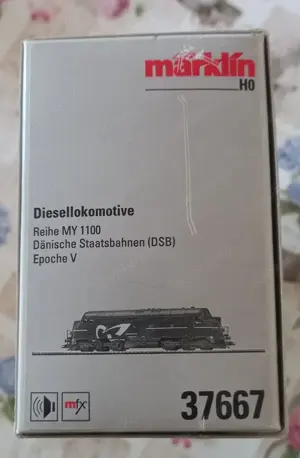 märklin
H0
Diesellokomotive
Reihe MY 1100
Dänische Staatsbahnen (DSB)
Epoche V
mfx
37667